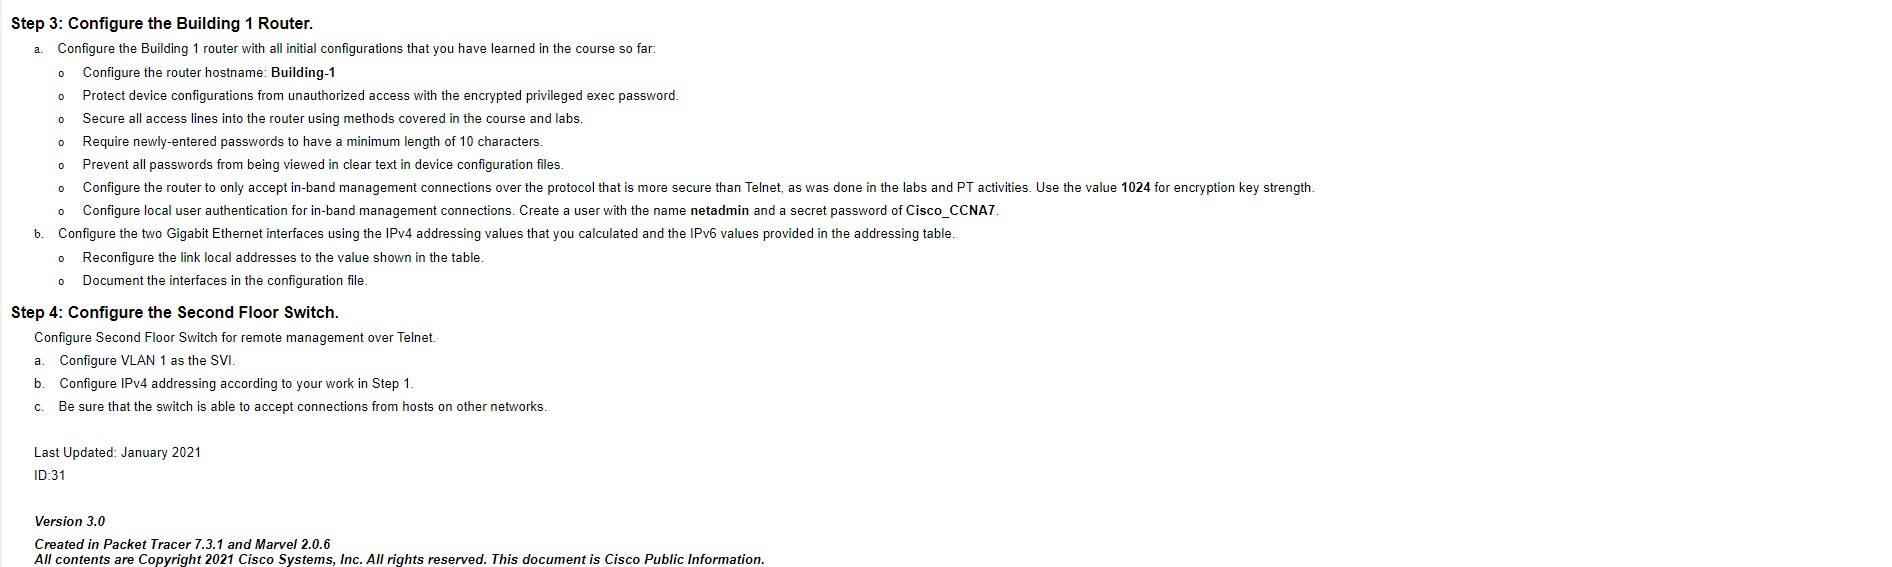 Step 3: Configure the Building 1 Router.
a. Configure the Building 1 router with all initial configurations that you have learned in the course so far:
o Configure the router hostname: Building-1
o Protect device configurations from unauthorized access with the encrypted privileged exec password.
o Secure all access lines into the router using methods covered in the course and labs.
o Require newly-entered passwords to have a minimum length of 10 characters.
o Prevent all passwords from being viewed in clear text in device configuration files.
o Configure the router to only accept in-band management connections over the protocol that is more secure than Telnet, as was done in the labs and PT activities. Use the value 1024 for encryption key strength.
o Configure local user authentication for in-band management connections. Create a user with the name netadmin and a secret password of Cisco_CCNA7.
b. Configure the two Gigabit Ethernet interfaces using the IPv4 addressing values that you calculated and the IPv6 values provided in the addressing table.
o Reconfigure the link local addresses to the value shown in the table.
o Document the interfaces in the configuration file.
Step 4: Configure the Second Floor Switch.
Configure Second Floor Switch for remote management over Telnet.
a. Configure VLAN 1 as the SVI.
b. Configure IPv4 addressing according to your work in Step 1.
c. Be sure that the switch is able to accept connections from hosts on other networks.
Last Updated: January 2021
ID:31
Version 3.0
Created in Packet Tracer 7.3.1 and Marvel 2.0.6
All contents are Copyright 2021 Cisco Systems, Inc. All rights reserved. This document is Cisco Public Information.